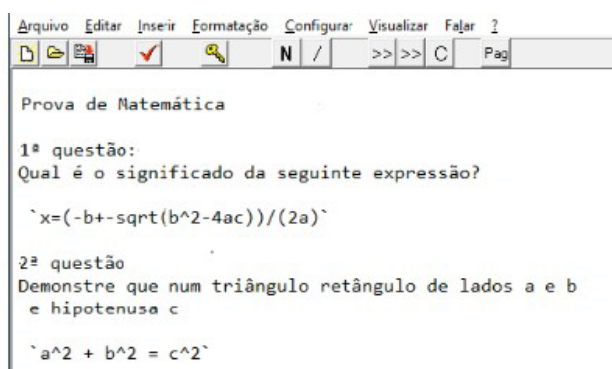 Arquivo Editar Inserir Formatação Configurar Visualizar Falar ?
N / >> >> C Pag
Prova de Matemática
1ª questão:
Qual é o significado da seguinte expressão?
`x=(-b+-sqrt(b^2-4ac))/(2a)`
2ª questão
Demonstre que num triângulo retângulo de lados a e b
e hipotenusa c
`a^2 + b^2 = c^2`